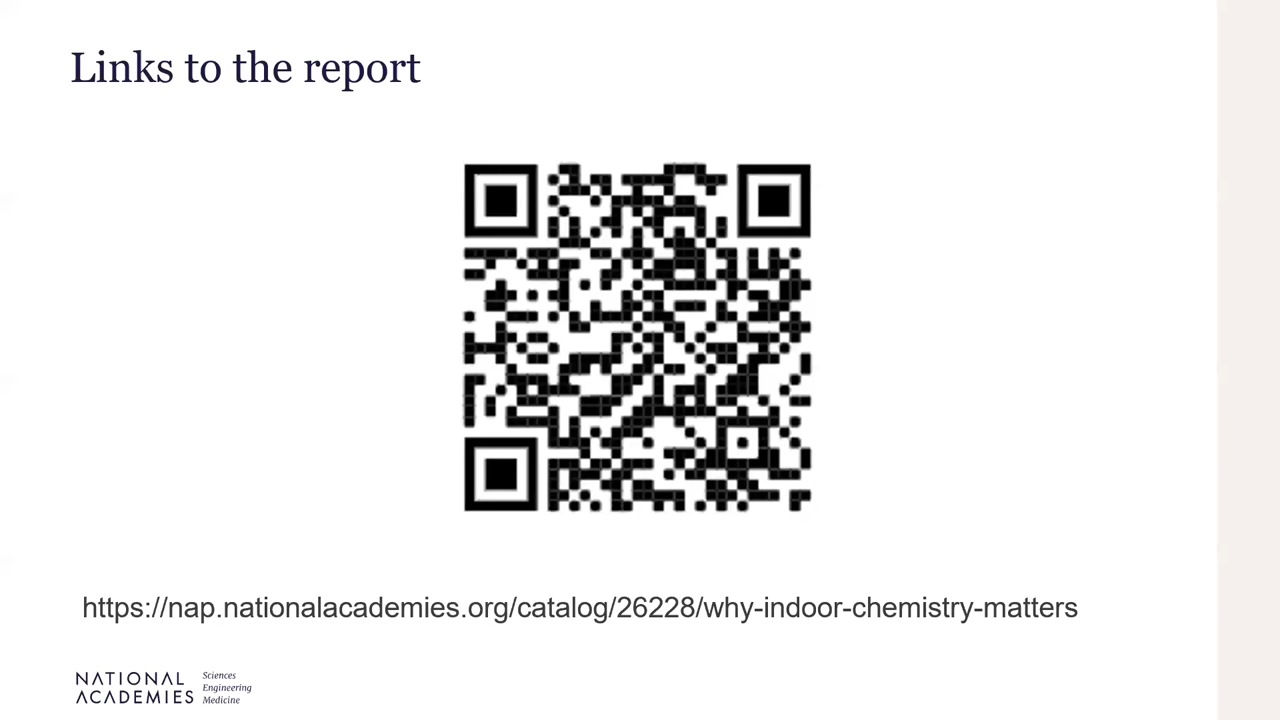 Links to the report
https://nap.nationalacademies.org/catalog/26228/why-indoor-chemistry-matters
NATIONAL
ACADEMIES
Sciences
Engineering
Medicine